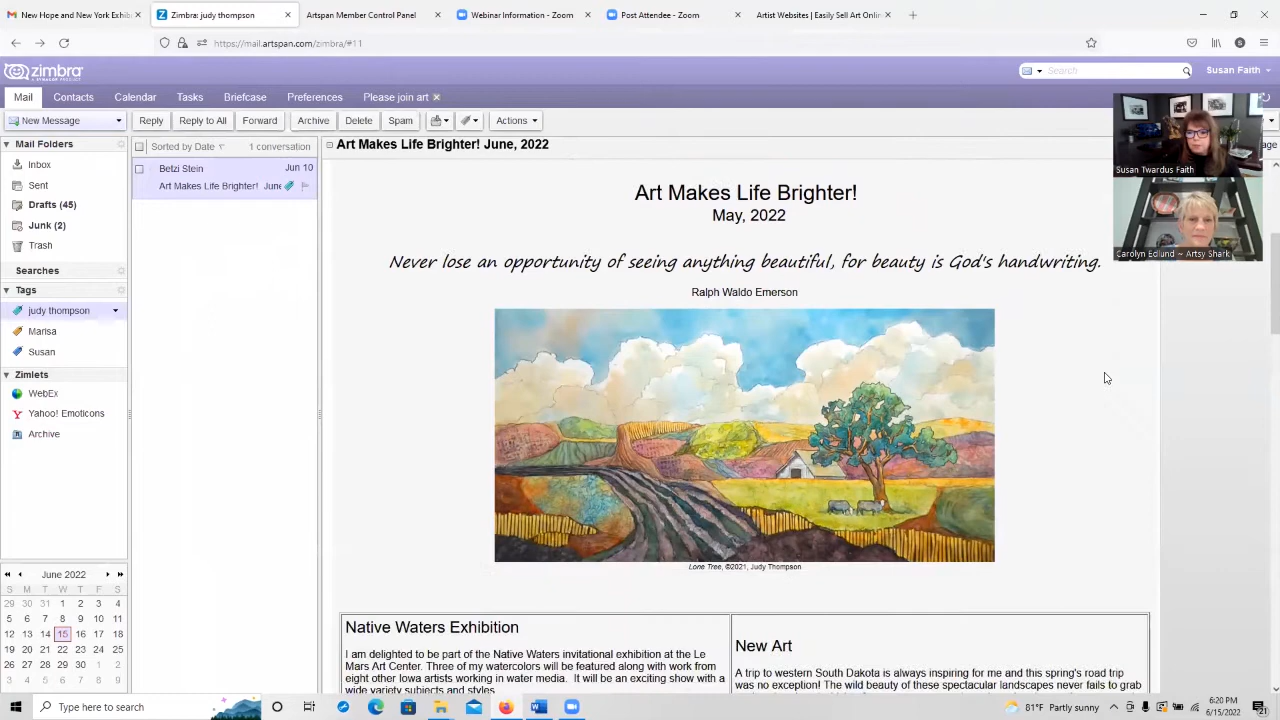 New Hope and New York Exhibi
Zimbra: judy thompson
Artspan Member Control Panel
Webinar Information - Zoom
Post Attendee - Zoom
Artist Websites | Easily Sell Art Onlin
https://mail.artspan.com/zimbra/#11
S
zimbra
A SYNACOR PRODUCT
Search
Susan Faith
Mail
Contacts
Calendar
Tasks
Briefcase
Preferences
Please join art
New Message
Reply
Reply to All
Forward
Archive
Delete
Spam
Actions
Mail Folders
Inbox
Sent
Drafts (45)
Junk (2)
Trash
Searches
Tags
judy thompson
Marisa
Susan
Zimlets
WebEx
Yahoo! Emoticons
Archive
June 2022
S M T W T F S
29 30 31 1 2 3 4
5 6 7 8 9 10 11
12 13 14 15 16 17 18
19 20 21 22 23 24 25
26 27 28 29 30 1 2
3 4 5 6 7 8 9
Sorted by Date
1 conversation
Betzi Stein
Jun 10
Art Makes Life Brighter! June
Art Makes Life Brighter! June, 2022
Art Makes Life Brighter!
May, 2022
Never lose an opportunity of seeing anything beautiful, for beauty is God's handwriting.
Ralph Waldo Emerson
Lone Tree, ©2021, Judy Thompson
Native Waters Exhibition
I am delighted to be part of the Native Waters invitational exhibition at the Le
Mars Art Center. Three of my watercolors will be featured along with work from
eight other Iowa artists working in water media. It will be an exciting show with a
wide variety subjects and styles.
New Art
A trip to western South Dakota is always inspiring for me and this spring's road trip
was no exception! The wild beauty of these spectacular landscapes never fails to grab
Susan Twardus Faith
Carolyn Edlund ~ Artsy Shark
age
Type here to search
81°F Partly sunny
6:20 PM
6/15/2022